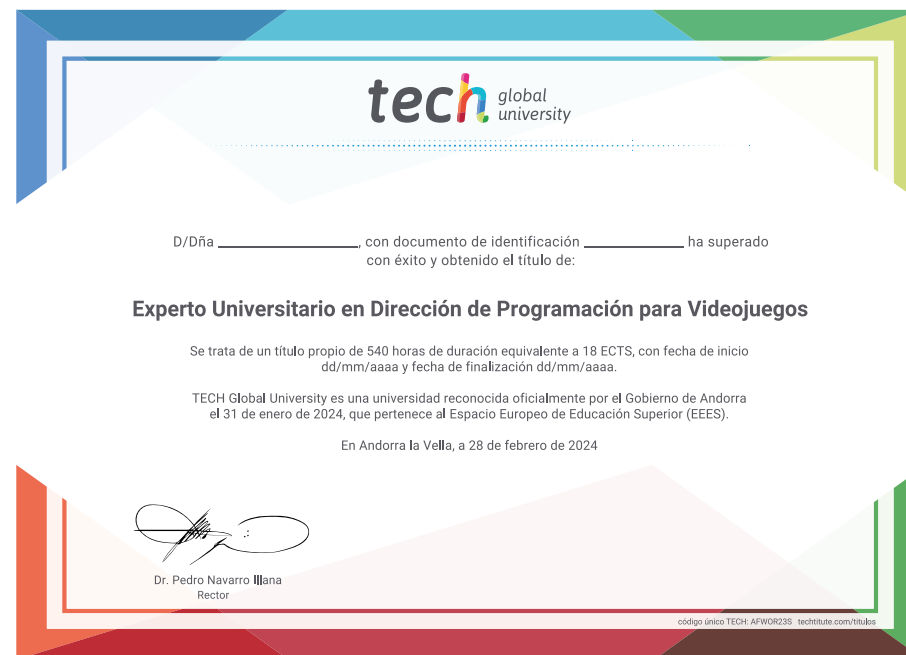 tech global university
D/Dña ______________, con documento de identificación __________ ha superado
con éxito y obtenido el título de:
Experto Universitario en Dirección de Programación para Videojuegos
Se trata de un título propio de 540 horas de duración equivalente a 18 ECTS, con fecha de inicio
dd/mm/aaaa y fecha de finalización dd/mm/aaaa.
TECH Global University es una universidad reconocida oficialmente por el Gobierno de Andorra
el 31 de enero de 2024, que pertenece al Espacio Europeo de Educación Superior (EEES).
En Andorra la Vella, a 28 de febrero de 2024
Dr. Pedro Navarro Illana
Rector
código único TECH: AFWOR23S techtitute.com/titulos